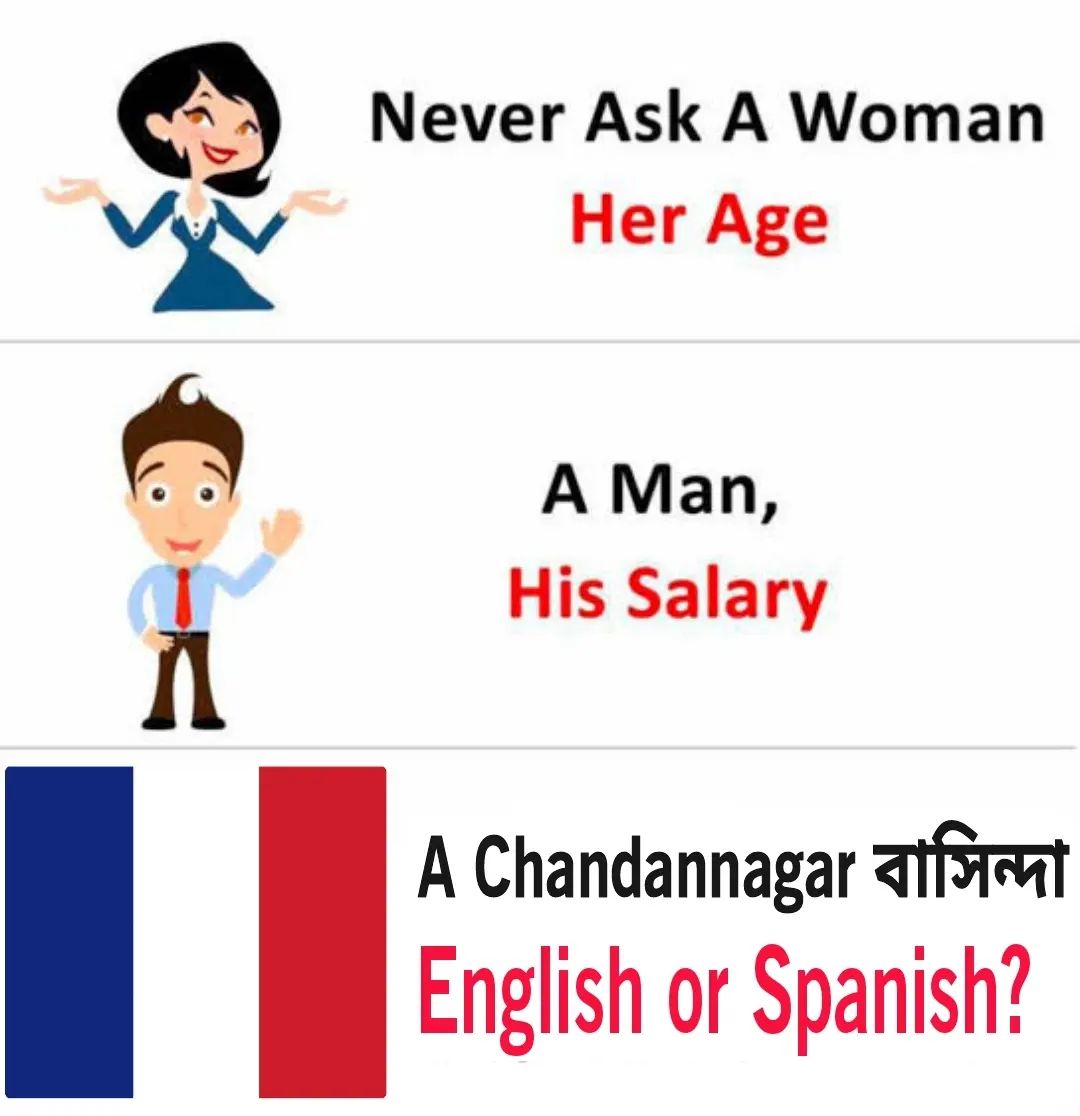 Never Ask A Woman
Her Age
A Man,
His Salary
A Chandannagar বাসিন্দা
English or Spanish?